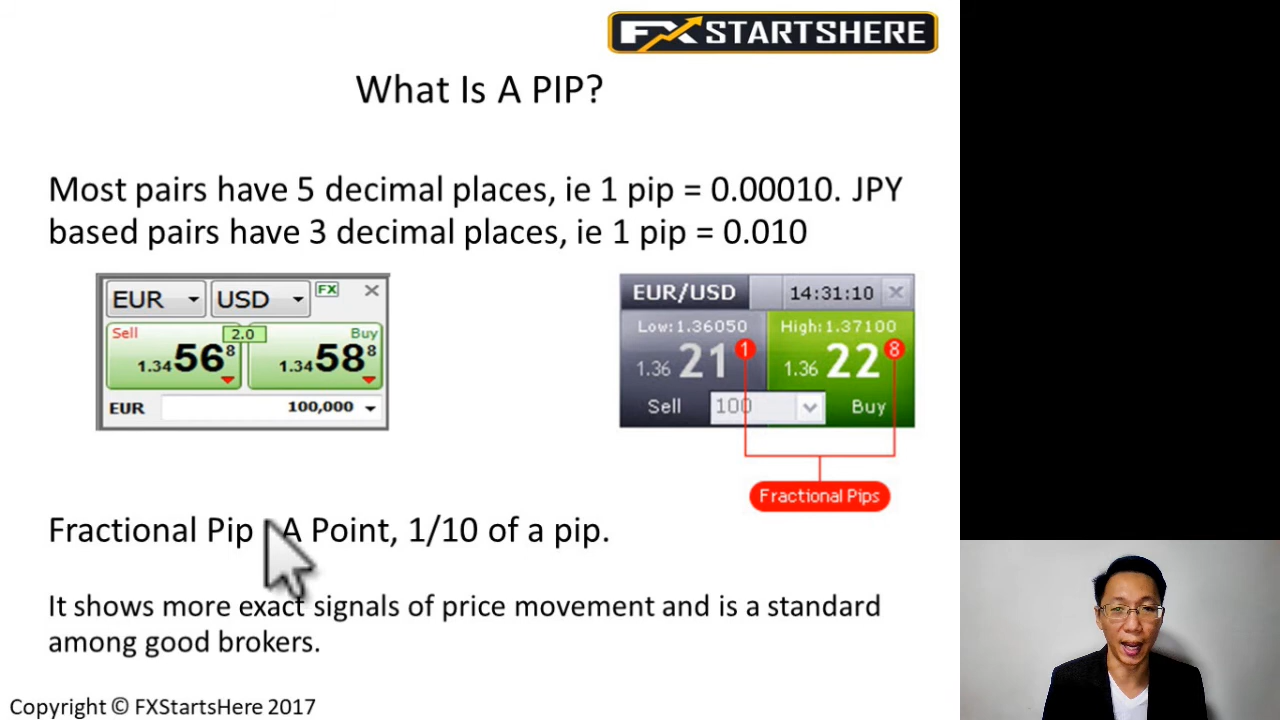 FX STARTSHERE
What Is A PIP?
Most pairs have 5 decimal places, ie 1 pip = 0.00010. JPY
based pairs have 3 decimal places, ie 1 pip = 0.010
EUR USD FX
Sell 2.0 Buy
1.34 56 8 1.34 58 8
EUR 100,000
EUR/USD 14:31:10
Low:1.36050 High:1.37100
1.36 21 1 1.36 22 8
Sell 100 Buy
Fractional Pips
Fractional Pip A Point, 1/10 of a pip.
It shows more exact signals of price movement and is a standard
among good brokers.
Copyright © FXStartsHere 2017